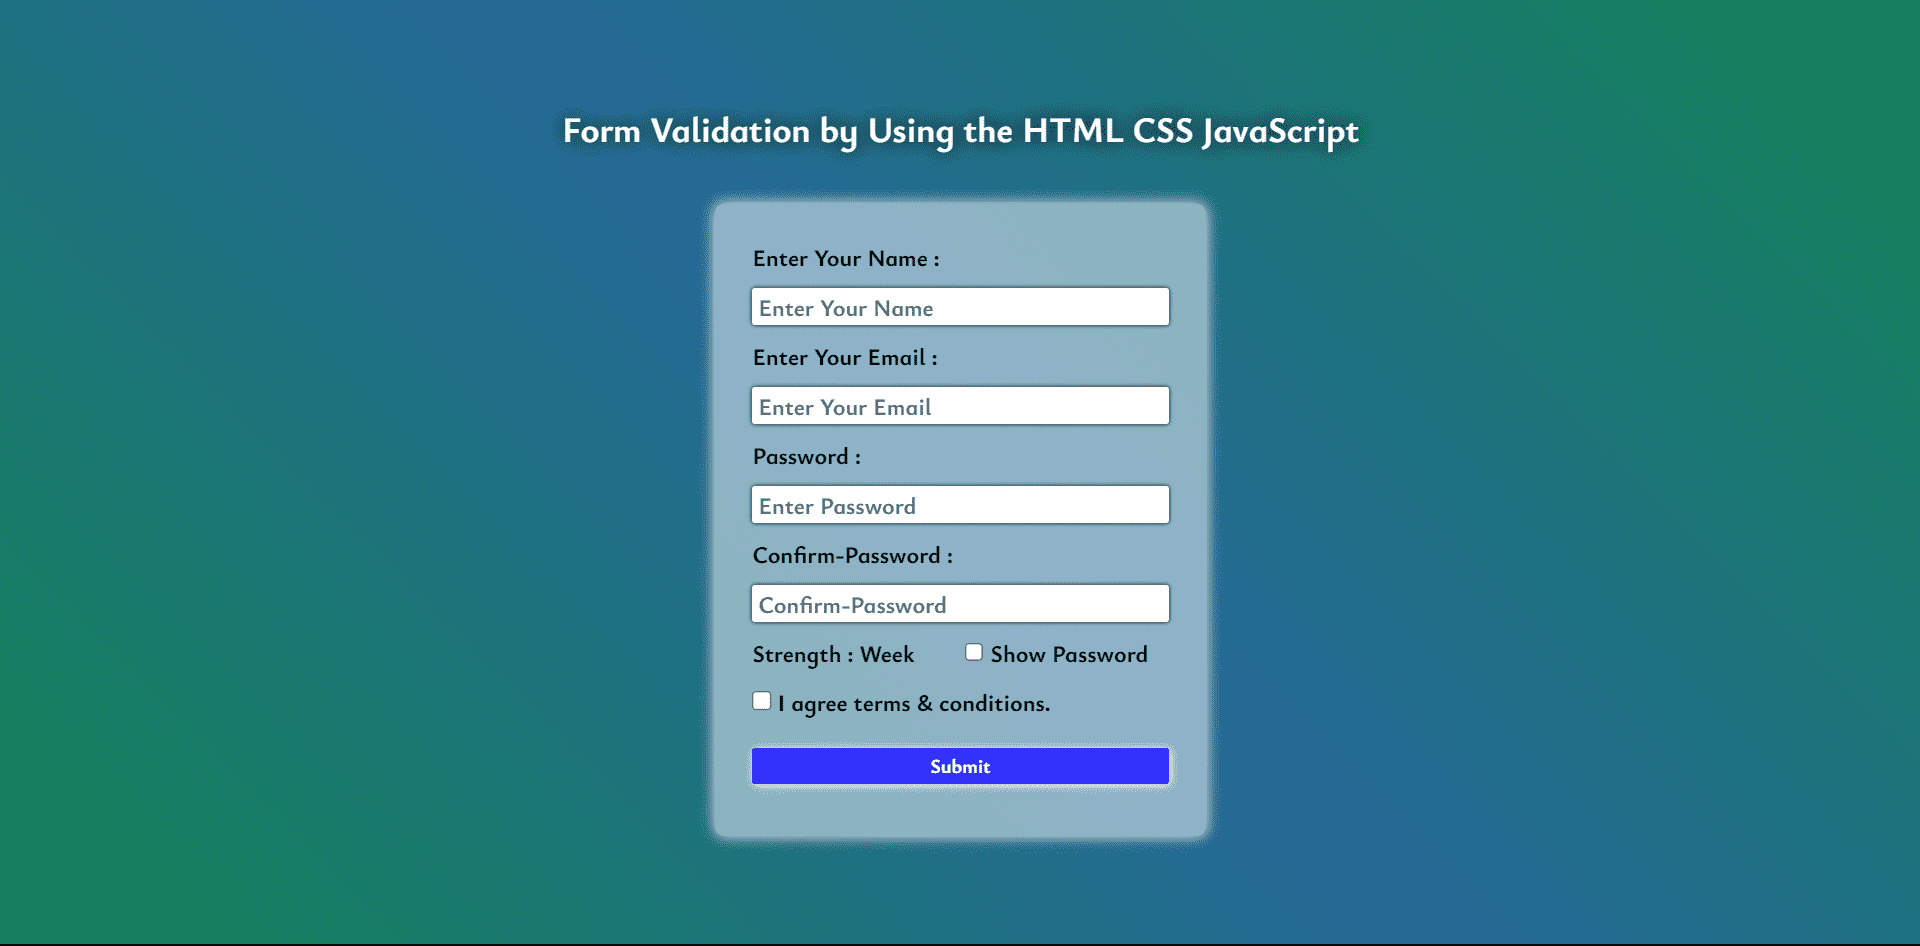 Form Validation by Using the HTML CSS JavaScript
Enter Your Name :
Enter Your Name
Enter Your Email :
Enter Your Email
Password :
Enter Password
Confirm-Password :
Confirm-Password
Strength : Week Show Password
I agree terms & conditions.
Submit